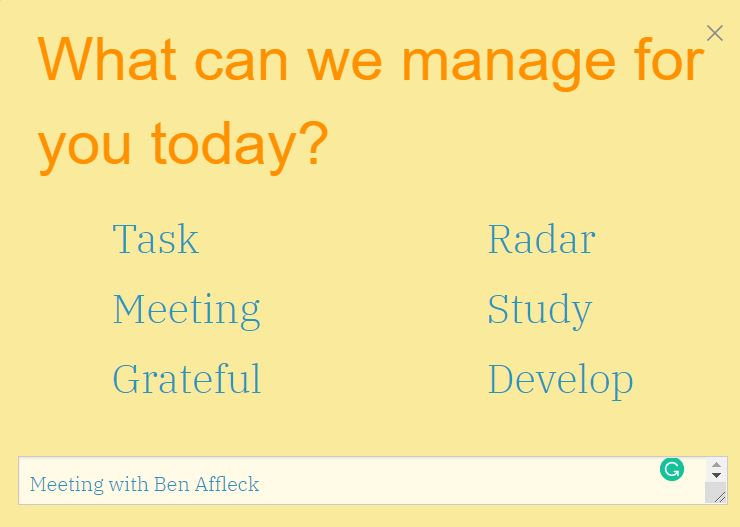 What can we manage for
you today?
Task
Radar
Meeting
Study
Grateful
Develop
Meeting with Ben Affleck